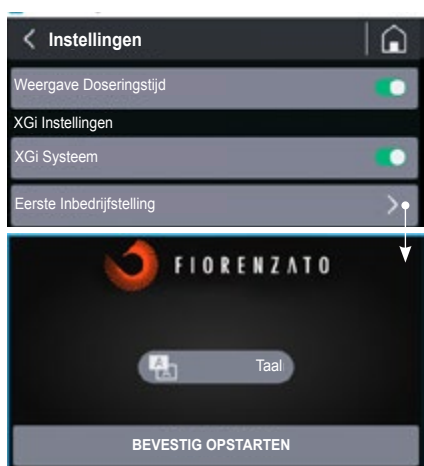 Instellingen
Weergave Doseringstijd
XGi Instellingen
XGi Systeem
Eerste Inbedrijfstelling
FIORENZATO
Taal
BEVESTIG OPSTARTEN